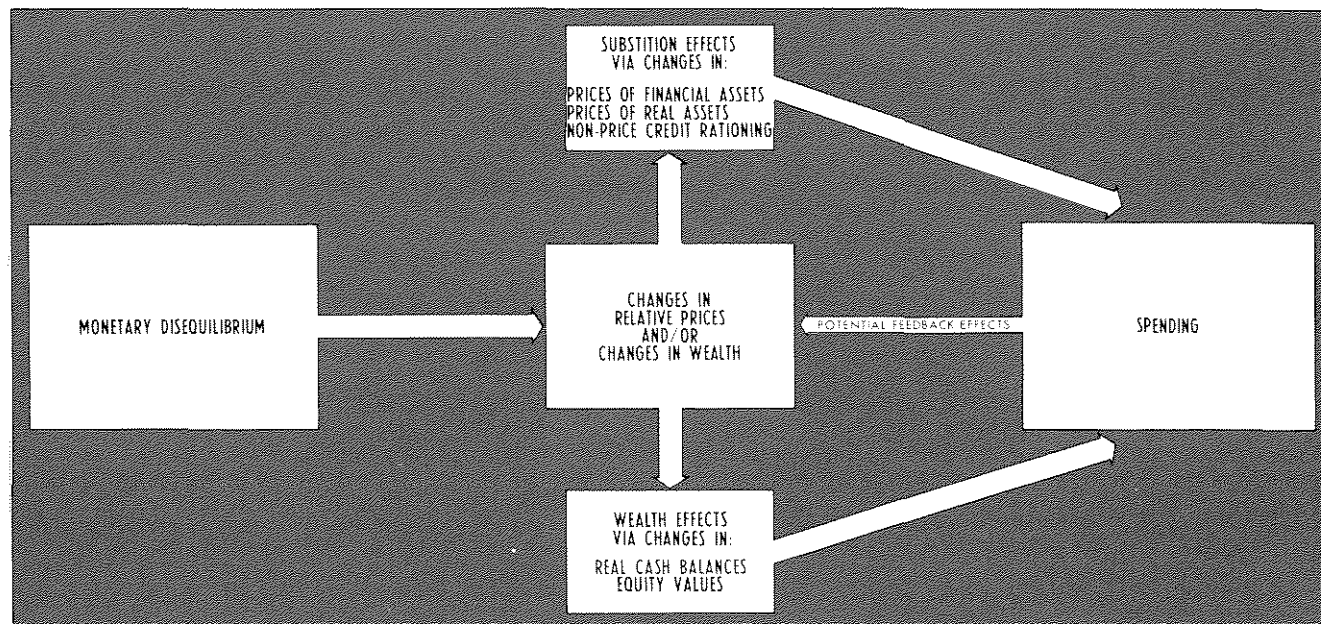 SUBSTITION EFFECTS
VIA CHANGES IN:
PRICES OF FINANCIAL ASSETS
PRICES OF REAL ASSETS
NON-PRICE CREDIT RATIONING
MONETARY DISEQUILIBRIUM
CHANGES IN
RELATIVE PRICES
AND/OR
CHANGES IN WEALTH
POTENTIAL FEEDBACK EFFECTS
SPENDING
WEALTH EFFECTS
VIA CHANGES IN:
REAL CASH BALANCES
EQUITY VALUES